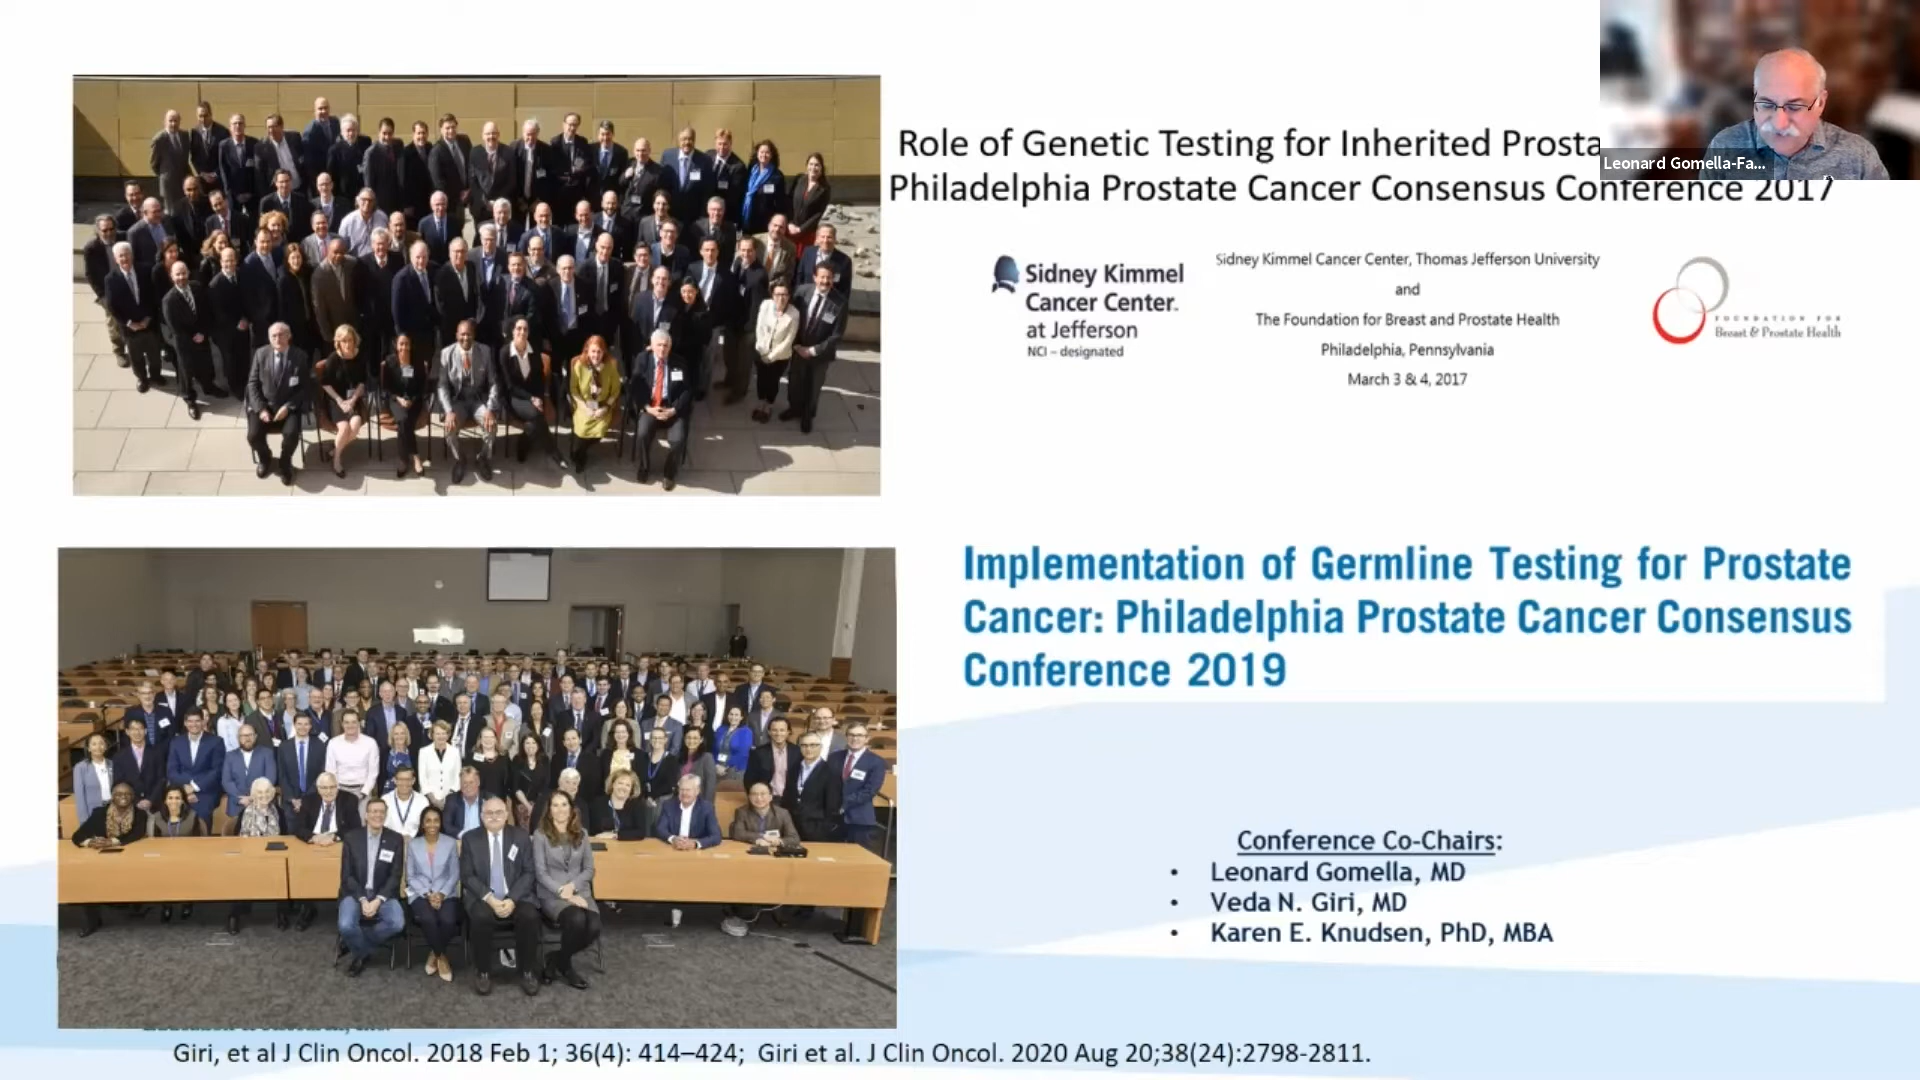 Role of Genetic Testing for Inherited Prosta
Philadelphia Prostate Cancer Consensus Conference 2017
Leonard Gomella-Fa...
Sidney Kimmel
Cancer Center.
at Jefferson
NCI – designated
Sidney Kimmel Cancer Center, Thomas Jefferson University
and
The Foundation for Breast and Prostate Health
Philadelphia, Pennsylvania
March 3 & 4, 2017
FOUNDATION FOR
Breast & Prostate Health
Implementation of Germline Testing for Prostate
Cancer: Philadelphia Prostate Cancer Consensus
Conference 2019
Conference Co-Chairs:
• Leonard Gomella, MD
• Veda N. Giri, MD
• Karen E. Knudsen, PhD, MBA
Giri, et al J Clin Oncol. 2018 Feb 1; 36(4): 414–424; Giri et al. J Clin Oncol. 2020 Aug 20;38(24):2798-2811.